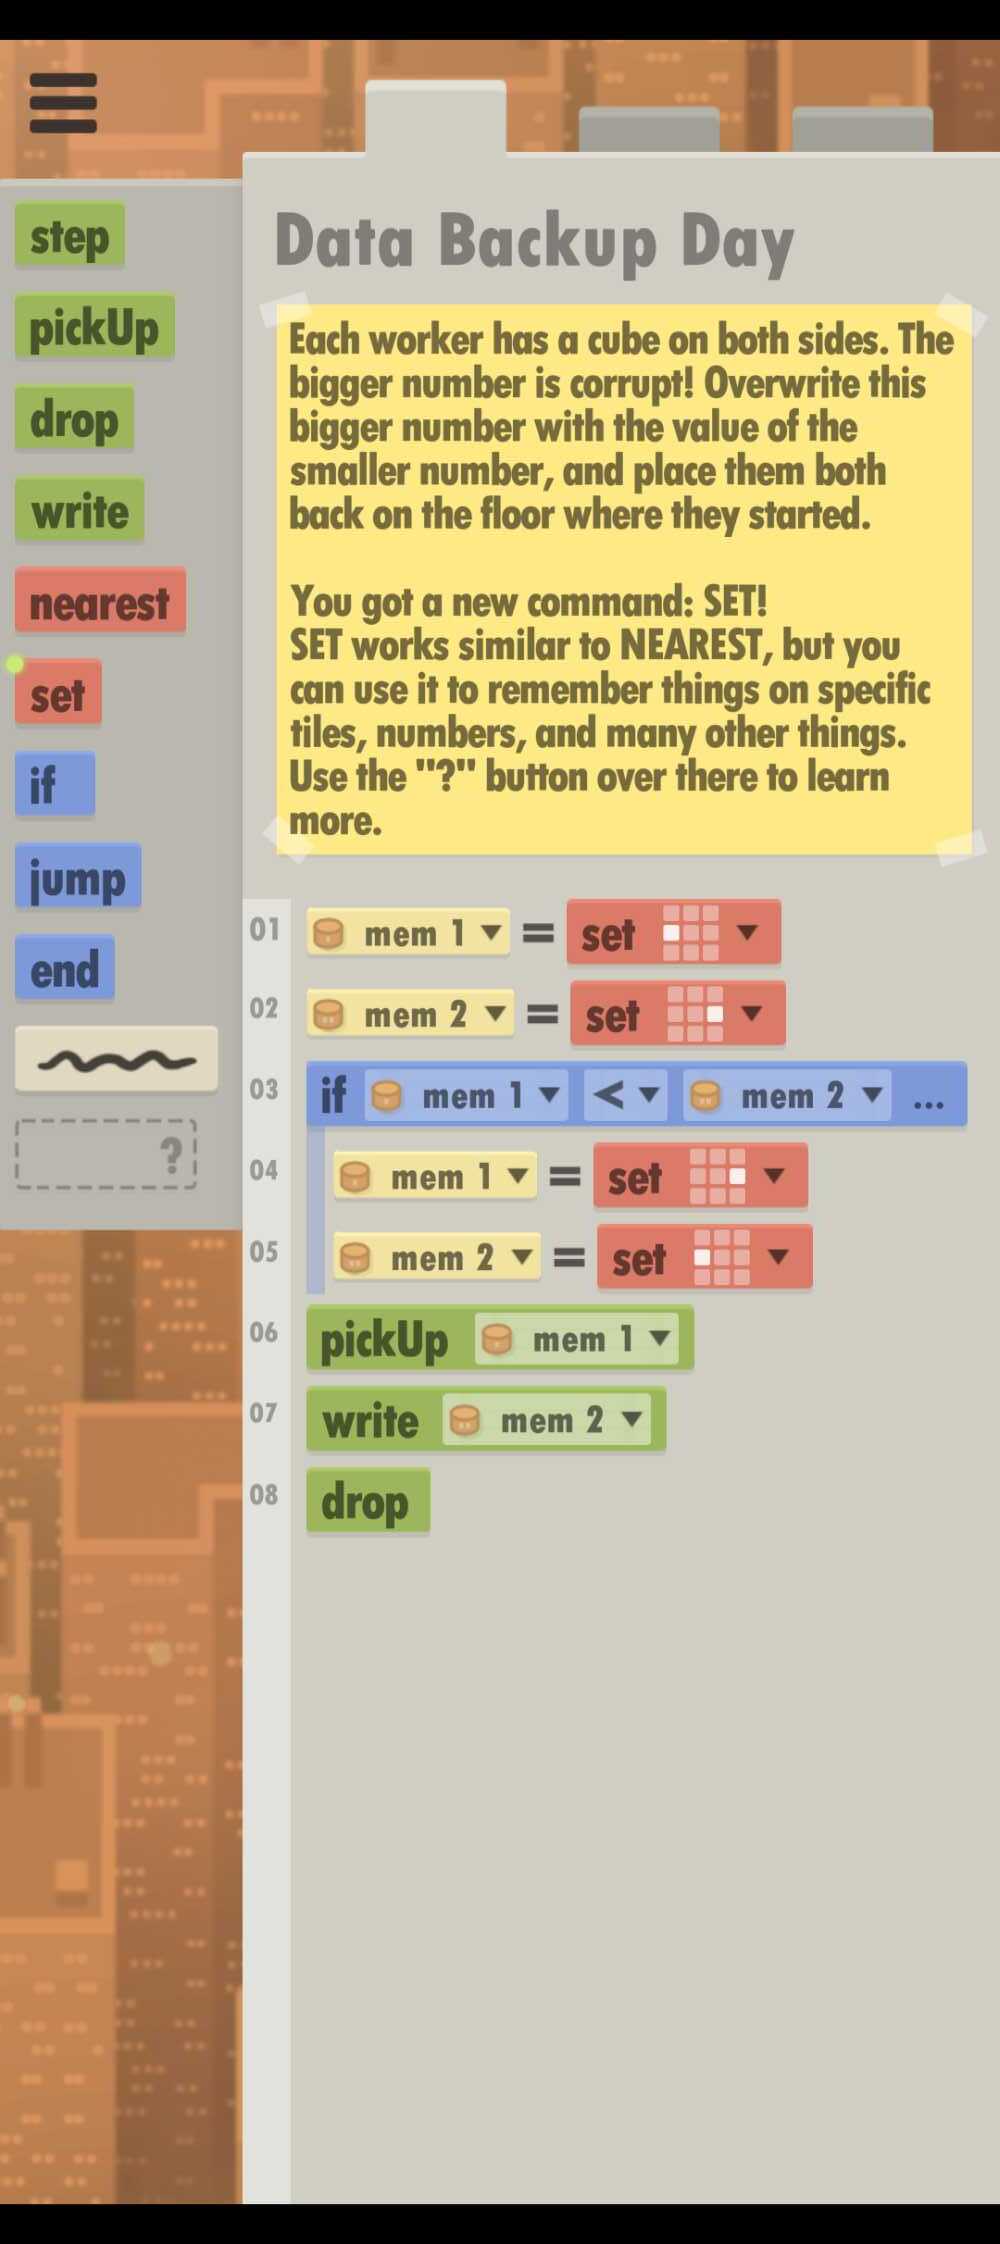 Data Backup Day
step
pickUp
drop
write
nearest
set
if
jump
end
?
Each worker has a cube on both sides. The
bigger number is corrupt! Overwrite this
bigger number with the value of the
smaller number, and place them both
back on the floor where they started.
You got a new command: SET!
SET works similar to NEAREST, but you
can use it to remember things on specific
tiles, numbers, and many other things.
Use the "?" button over there to learn
more.
01 mem 1 = set
02 mem 2 = set
03 if mem 1 < mem 2 ...
04 mem 1 = set
05 mem 2 = set
06 pickUp mem 1
07 write mem 2
08 drop